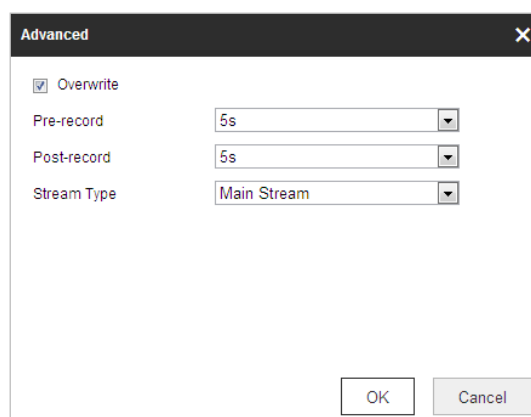 Advanced
Overwrite
Pre-record 5s
Post-record 5s
Stream Type Main Stream
OK Cancel